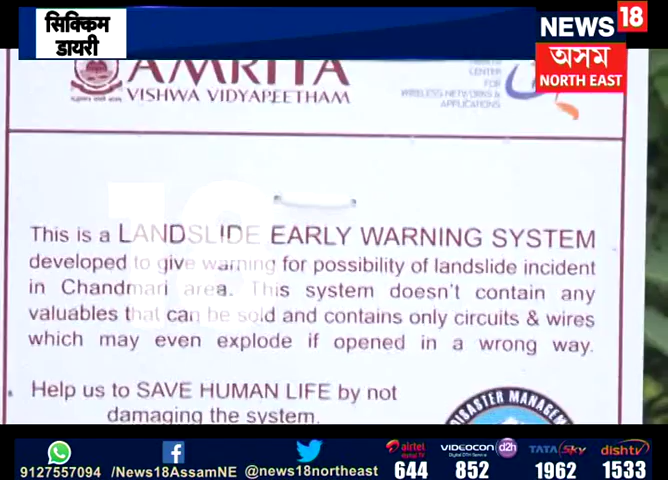 सिक्किम
डायरी
NEWS 18
অসম
NORTH EAST
AMRITA
VISHWA VIDYAPEETHAM
CENTER
FOR
WIRELESS NETWORKS &
APPLICATIONS
This is a LANDSLIDE EARLY WARNING SYSTEM
developed to give warning for possibility of landslide incident
in Chandmari area. This system doesn't contain any
valuables that can be sold and contains only circuits & wires
which may even explode if opened in a wrong way.
Help us to SAVE HUMAN LIFE by not
damaging the system.
DISASTER MANAGEM
9127557094 /News18AssamNE @news18northeast
airtel digital TV 644
VIDEOCON d2h 852
TATA Sky 1962
dishtv 1533